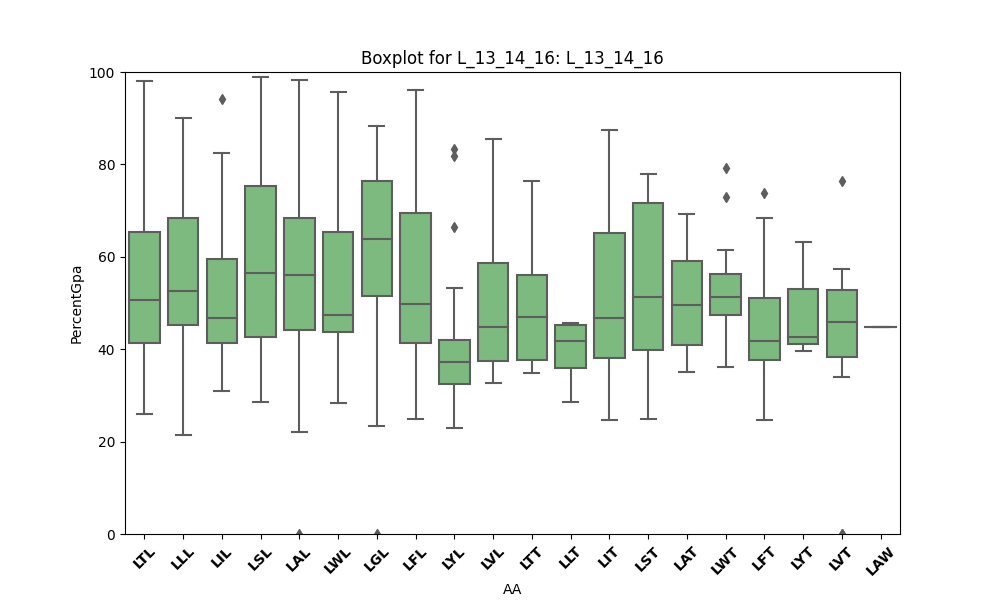 Boxplot for L_13_14_16: L_13_14_16
PercentGpa
100
80
60
40
20
0
LTL LLL LIL LSL LAL LWL LGL LFL LYL LVL LTT LLT LIT LST LAT LWT LFT LYT LVT LAW
AA